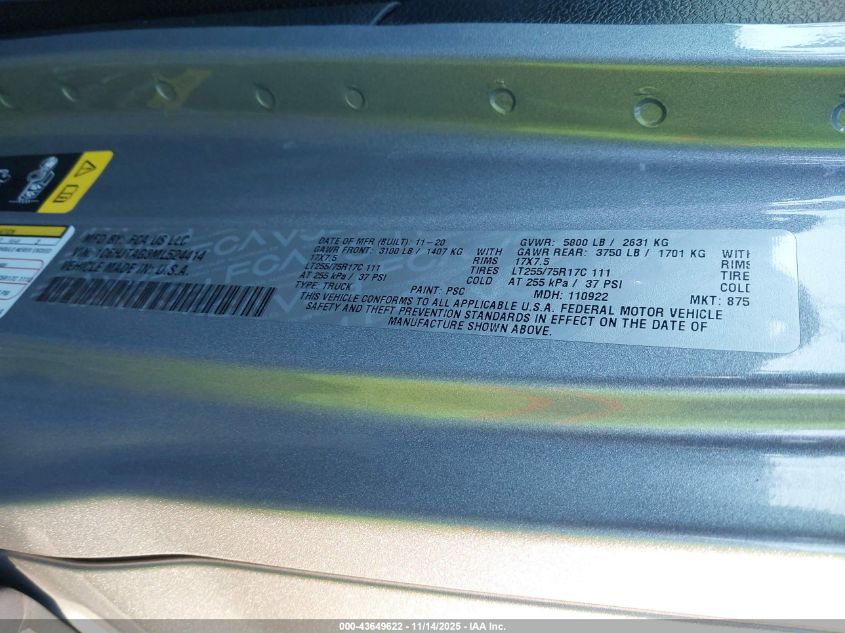 MFD BY: FCA US LLC
VEHICLE MADE IN U.S.A.
DATE OF MFR (BUILT): 11-20 GVWR: 5800 LB / 2631 KG
GAWR FRONT: 3100 LB / 1407 KG WITH GAWR REAR: 3750 LB / 1701 KG WITH
17X7.5 RIMS 17X7.5 RIMS
LT255/75R17C 111 TIRES LT255/75R17C 111 TIRE
AT 255 kPa / 37 PSI COLD AT 255 kPa / 37 PSI COLD
TYPE: TRUCK PAINT: PSC MDH: 110922 MKT: 875
THIS VEHICLE CONFORMS TO ALL APPLICABLE U.S.A. FEDERAL MOTOR VEHICLE
SAFETY AND THEFT PREVENTION STANDARDS IN EFFECT ON THE DATE OF
MANUFACTURE SHOWN ABOVE.
000-43649622 - 11/14/2025 - IAA Inc.